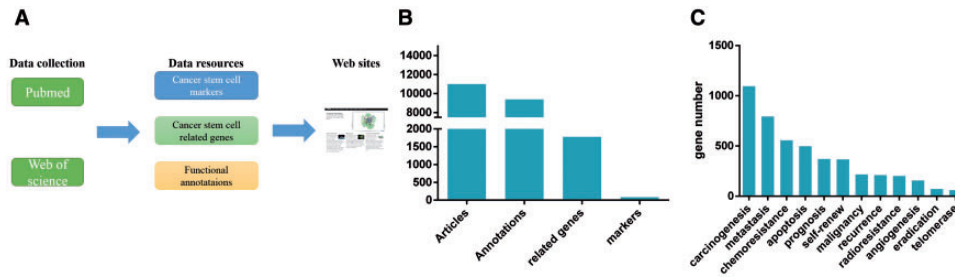 A
Data collection
Data resources
Web sites
Pubmed
Web of
science
Cancer stem cell
markers
Cancer stem cell
related genes
Functional
annotataions
B
14000
12000
10000
8000
2000
1500
1000
500
0
Articles
Annotations
related genes
markers
C
gene number
1500
1000
500
0
carcinogenesis
metastasis
chemoresistance
apoptosis
prognosis
self-renew
malignancy
recurrence
radioresistance
angiogenesis
eradication
telomerase